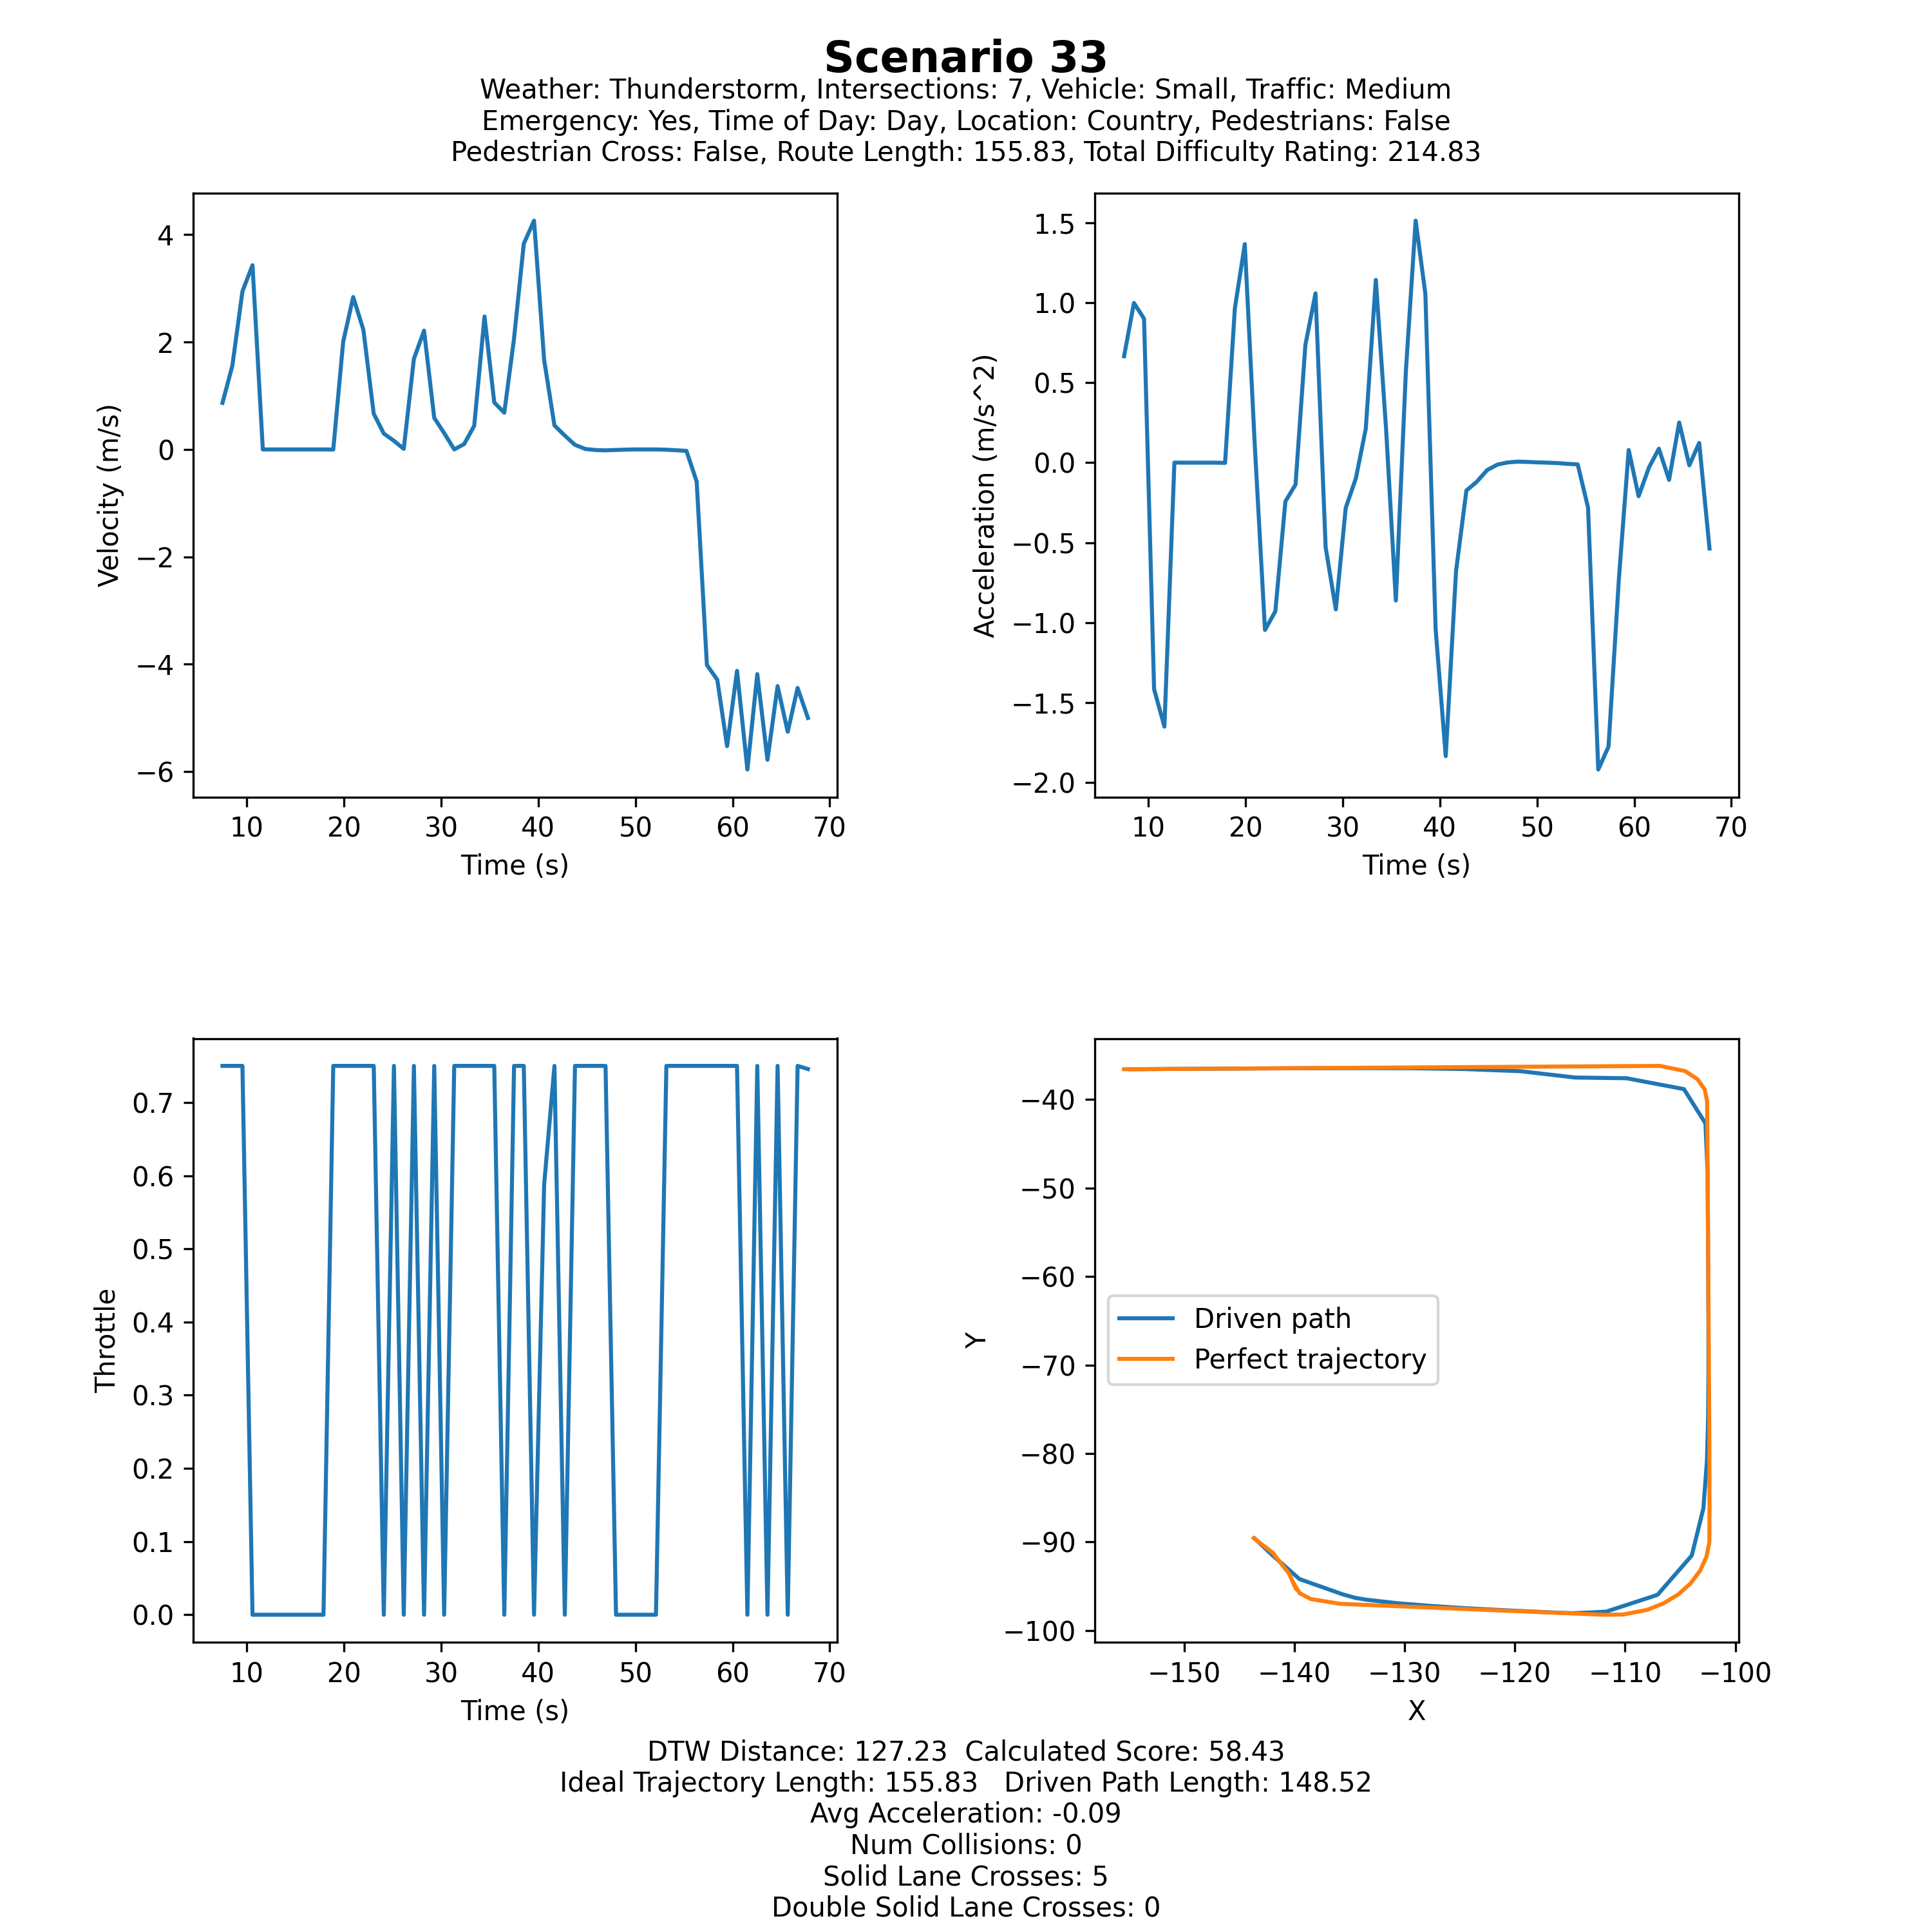 Scenario 33
Weather: Thunderstorm, Intersections: 7, Vehicle: Small, Traffic: Medium
Emergency: Yes, Time of Day: Day, Location: Country, Pedestrians: False
Pedestrian Cross: False, Route Length: 155.83, Total Difficulty Rating: 214.83
4
2
0
−2
−4
−6
Velocity (m/s)
10 20 30 40 50 60 70
Time (s)
1.5
1.0
0.5
0.0
−0.5
−1.0
−1.5
−2.0
Acceleration (m/s^2)
10 20 30 40 50 60 70
Time (s)
0.7
0.6
0.5
0.4
0.3
0.2
0.1
0.0
Throttle
10 20 30 40 50 60 70
Time (s)
−40
−50
−60
−70
−80
−90
−100
Y
Driven path
Perfect trajectory
−150 −140 −130 −120 −110 −100
X
DTW Distance: 127.23  Calculated Score: 58.43
Ideal Trajectory Length: 155.83   Driven Path Length: 148.52
Avg Acceleration: -0.09
Num Collisions: 0
Solid Lane Crosses: 5
Double Solid Lane Crosses: 0